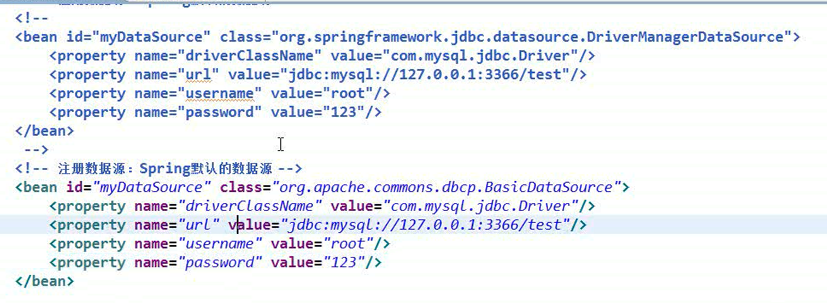 <!--
<bean id="myDataSource" class="org.springframework.jdbc.datasource.DriverManagerDataSource">
<property name="driverClassName" value="com.mysql.jdbc.Driver"/>
<property name="url" value="jdbc:mysql://127.0.0.1:3366/test"/>
<property name="username" value="root"/>
<property name="password" value="123"/>
</bean>
-->
<!-- 注册数据源：Spring默认的数据源 -->
<bean id="myDataSource" class="org.apache.commons.dbcp.BasicDataSource">
<property name="driverClassName" value="com.mysql.jdbc.Driver"/>
<property name="url" value="jdbc:mysql://127.0.0.1:3366/test"/>
<property name="username" value="root"/>
<property name="password" value="123"/>
</bean>